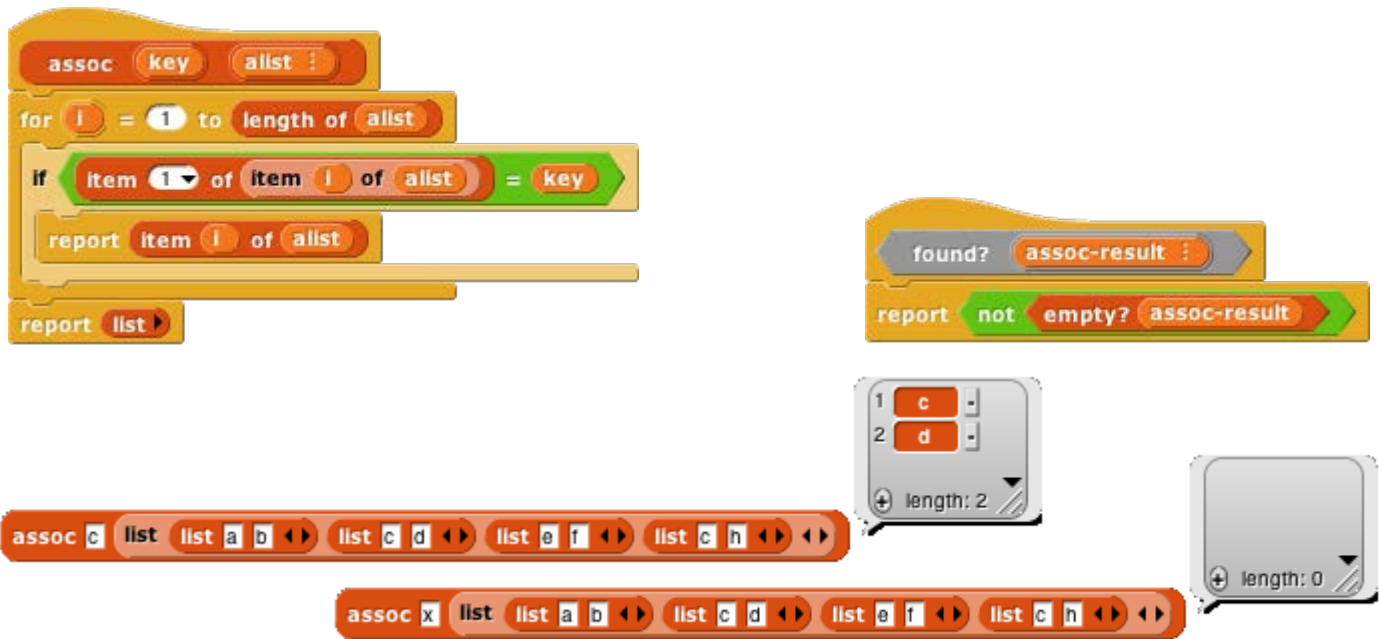 assoc key alist
for i = 1 to length of alist
if item 1 of item i of alist = key
report item i of alist
report list
found? assoc-result
report not empty? assoc-result
1 c -
2 d -
+ length: 2
assoc c list list a b list c d list e f list c h
+ length: 0
assoc x list list a b list c d list e f list c h